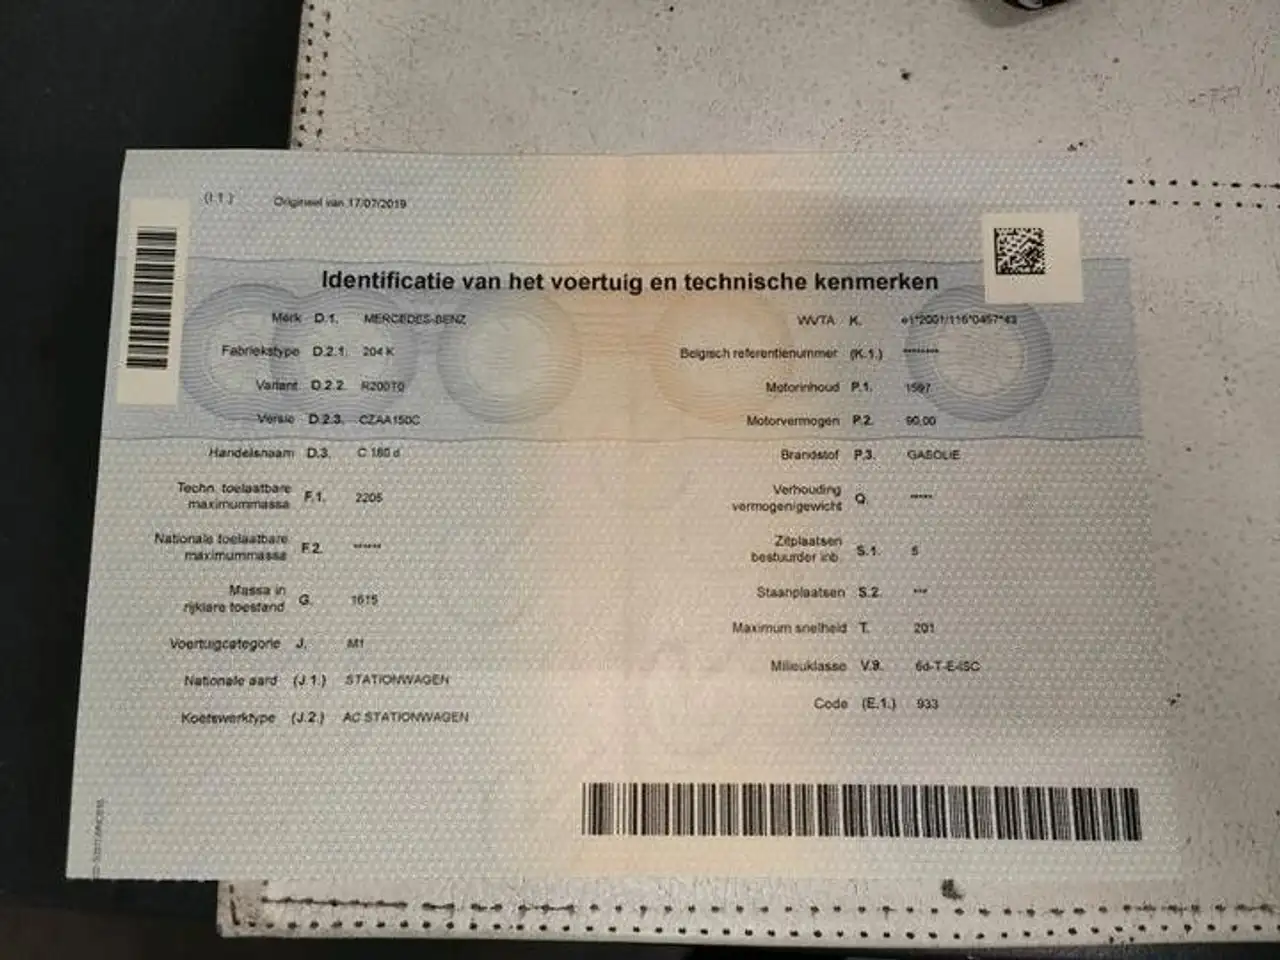 (I.1.) Origineel van 17/07/2019
Identificatie van het voertuig en technische kenmerken
Merk D.1. MERCEDES-BENZ
Fabriekstype D.2.1. 204 K
Variant D.2.2. R200T0
Versie D.2.3. CZAA150C
Handelsnaam D.3. C 180 d
Techn. toelaatbare
maximummassa F.1. 2205
Nationale toelaatbare
maximummassa F.2. ******
Massa in
rijklare toestand G. 1615
Voertuigcategorie J. M1
Nationale aard (J.1.) STATIONWAGEN
Koetswerktype (J.2.) AC STATIONWAGEN
WVTA K. e1*2001/116*0457*43
Belgisch referentienummer (K.1.) ********
Motorinhoud P.1. 1597
Motorvermogen P.2. 90,00
Brandstof P.3. GASOLIE
Verhouding
vermogen/gewicht Q. *****
Zitplaatsen
bestuurder inb. S.1. 5
Staanplaatsen S.2. ***
Maximum snelheid T. 201
Milieuklasse V.9. 6d-T-E-ISC
Code (E.1.) 933